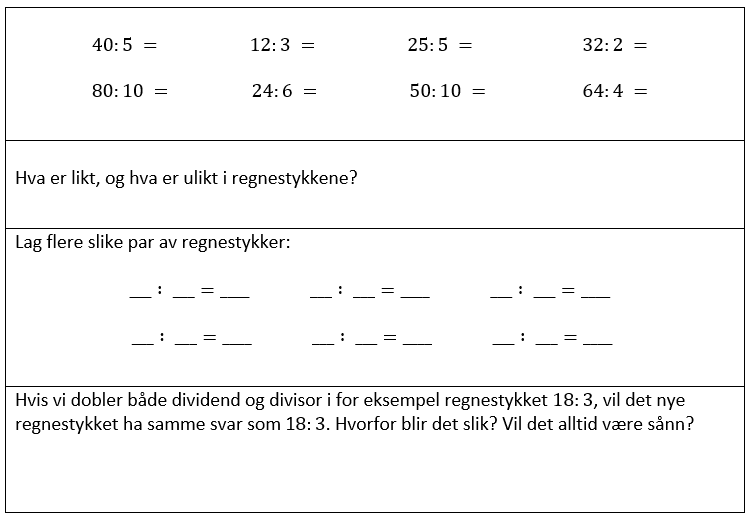 40: 5 = 12: 3 = 25: 5 = 32: 2 =
80: 10 = 24: 6 = 50: 10 = 64: 4 =
Hva er likt, og hva er ulikt i regnestykkene?
Lag flere slike par av regnestykker:
__ : __ = ___ __ : __ = ___ __ : __ = ___
__ : __ = ___ __ : __ = ___ __ : __ = ___
Hvis vi dobler både dividend og divisor i for eksempel regnestykket 18: 3, vil det nye
regnestykket ha samme svar som 18: 3. Hvorfor blir det slik? Vil det alltid være sånn?